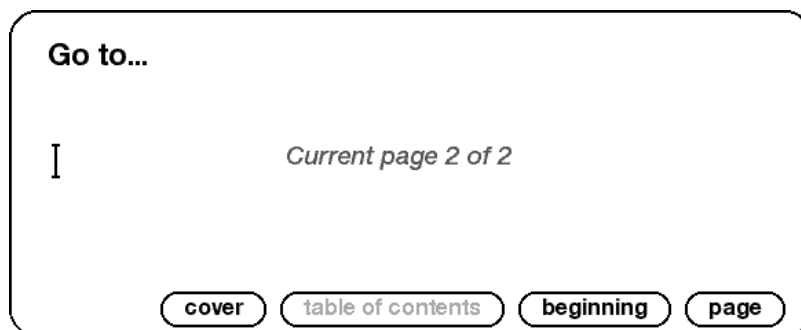 Go to...
Current page 2 of 2
cover table of contents beginning page